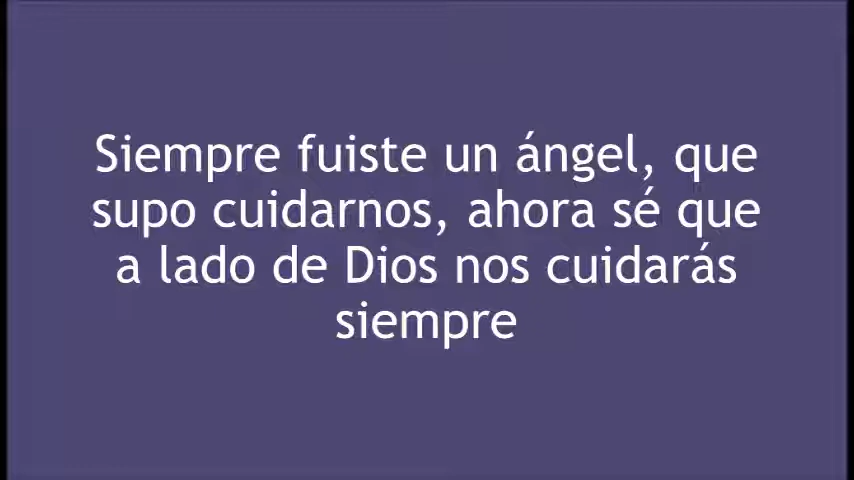 Siempre fuiste un ángel, que
supo cuidarnos, ahora sé que
a lado de Dios nos cuidarás
siempre